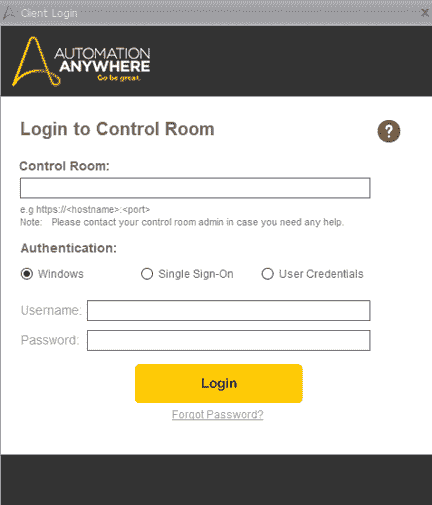 Client Login
AUTOMATION
ANYWHERE
Go be great.
Login to Control Room
?
Control Room:
e.g https://<hostname>:<port>
Note: Please contact your control room admin in case you need any help.
Authentication:
Windows Single Sign-On User Credentials
Username:
Password:
Login
Forgot Password?